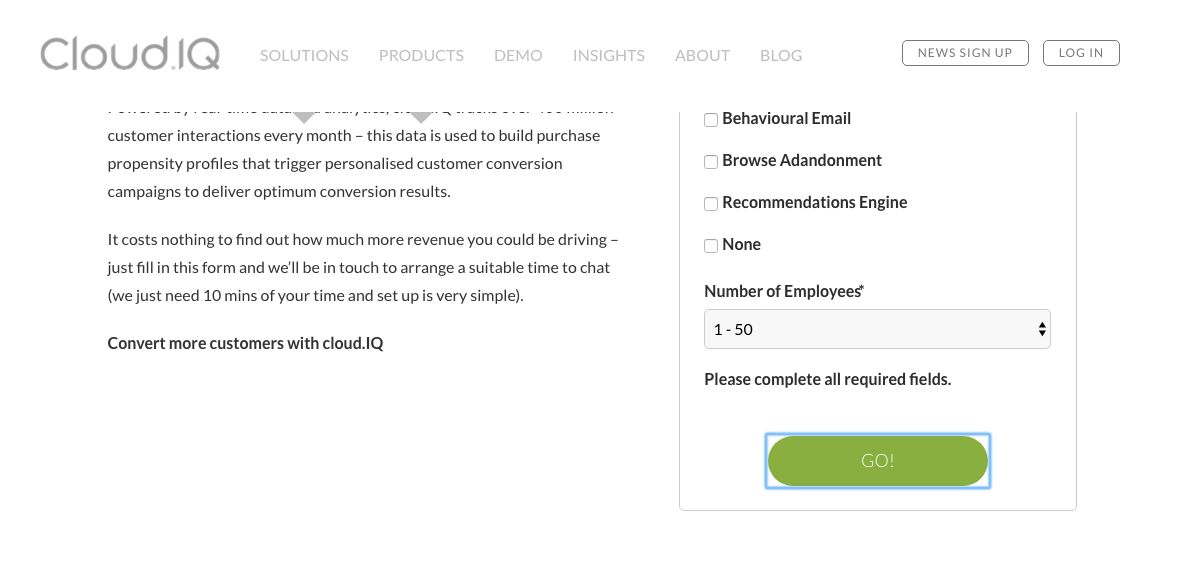 Cloud.IQ
SOLUTIONS PRODUCTS DEMO INSIGHTS ABOUT BLOG
NEWS SIGN UP
LOG IN
customer interactions every month – this data is used to build purchase
propensity profiles that trigger personalised customer conversion
campaigns to deliver optimum conversion results.
It costs nothing to find out how much more revenue you could be driving –
just fill in this form and we’ll be in touch to arrange a suitable time to chat
(we just need 10 mins of your time and set up is very simple).
Convert more customers with cloud.IQ
Behavioural Email
Browse Adandonment
Recommendations Engine
None
Number of Employees*
1 - 50
Please complete all required fields.
GO!